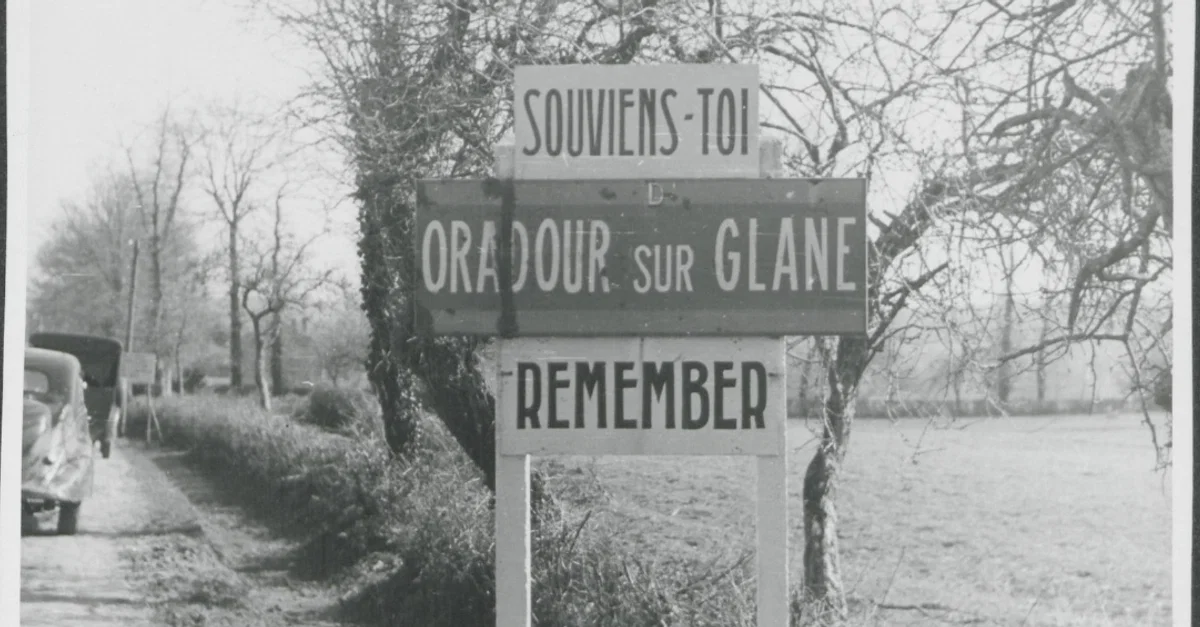 SOUVIENS-TOI
D
ORADOUR SUR GLANE
REMEMBER